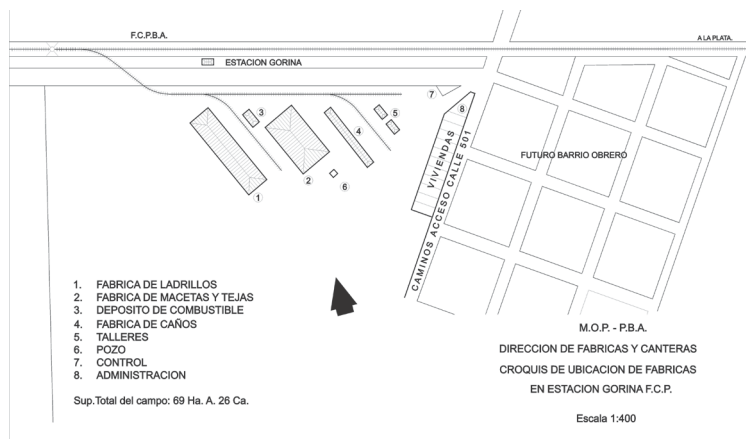 F.C.P.B.A.
A LA PLATA.
ESTACION GORINA
3
5
7
8
4
2
6
1
VIVIENDAS
CAMINOS ACCESO CALLE 501
FUTURO BARRIO OBRERO
1. FABRICA DE LADRILLOS
2. FABRICA DE MACETAS Y TEJAS
3. DEPOSITO DE COMBUSTIBLE
4. FABRICA DE CAÑOS
5. TALLERES
6. POZO
7. CONTROL
8. ADMINISTRACION
Sup.Total del campo: 69 Ha. A. 26 Ca.
M.O.P. - P.B.A.
DIRECCION DE FABRICAS Y CANTERAS
CROQUIS DE UBICACION DE FABRICAS
EN ESTACION GORINA F.C.P.
Escala 1:400